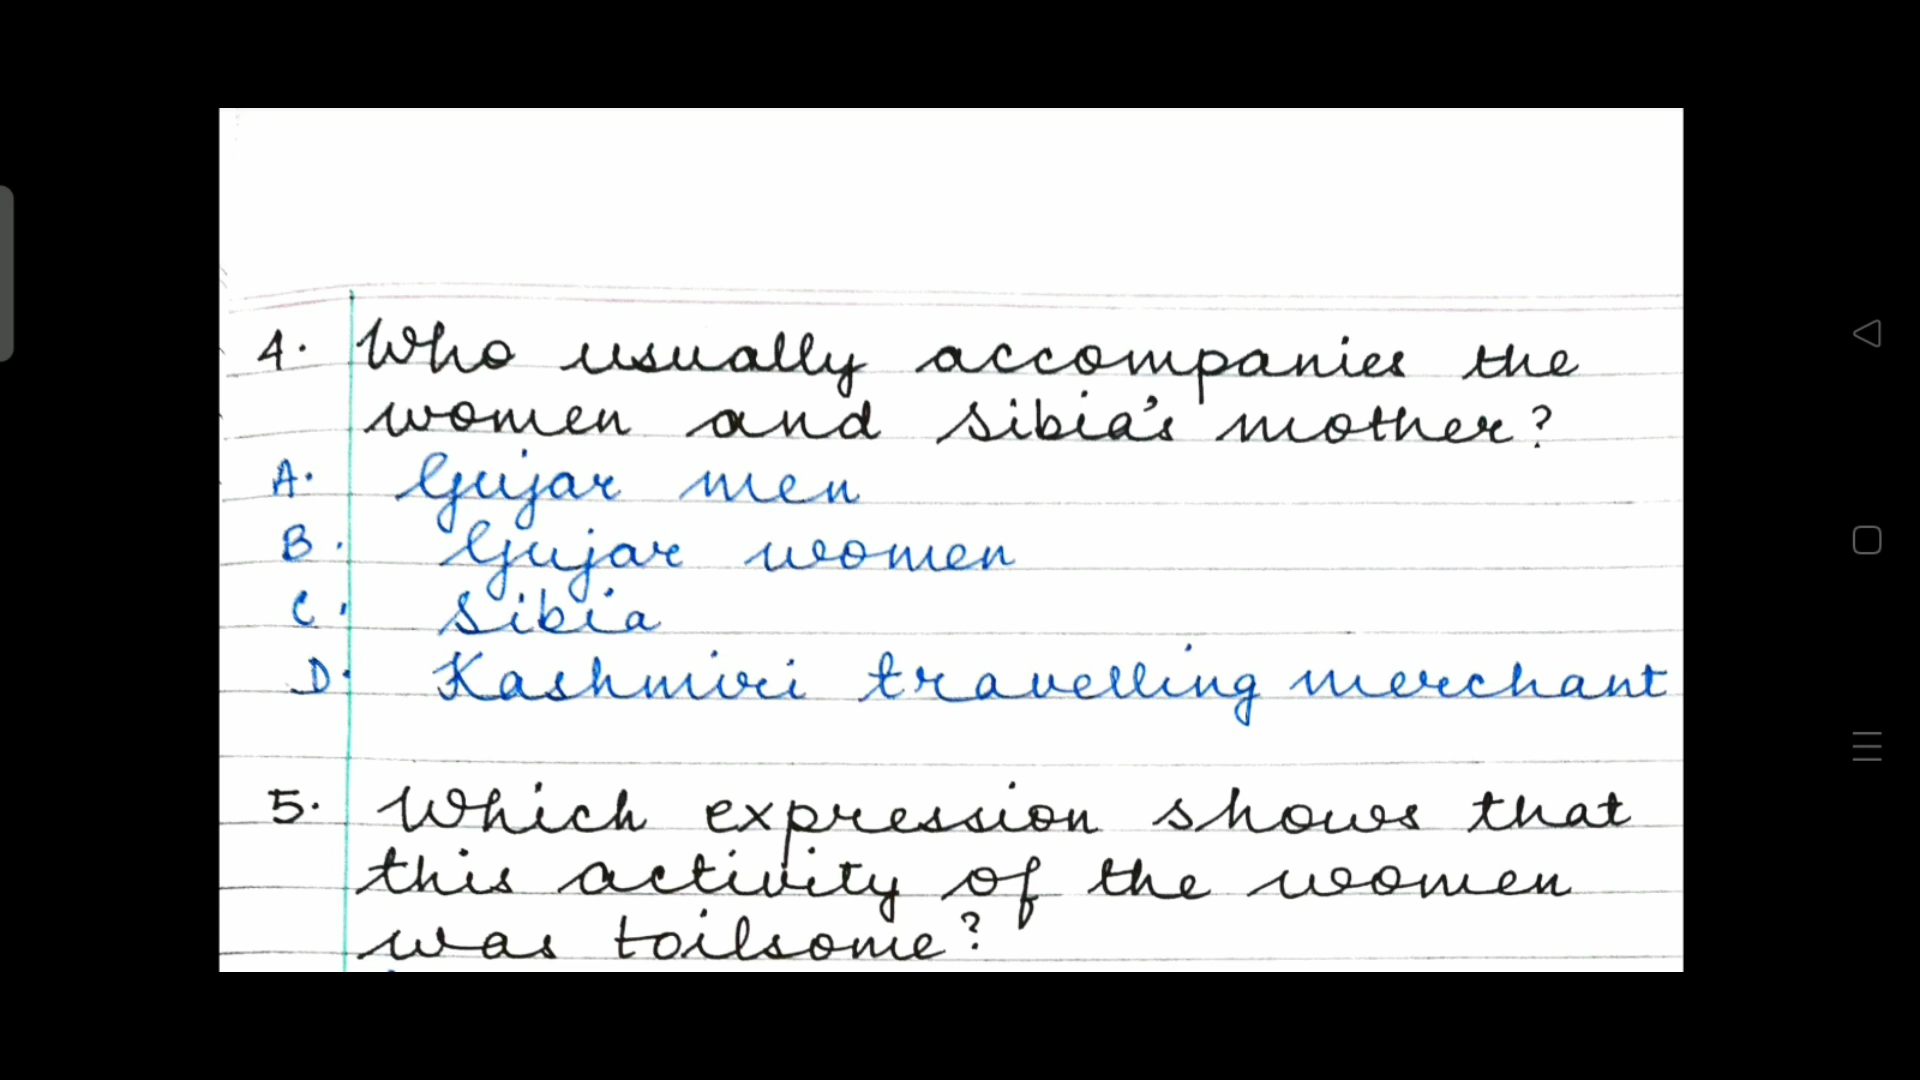 4. Who usually accompanies the
women and Sibia's mother?
A. Gujar men
B. Gujar women
C. Sibia
D. Kashmiri travelling merchant
5. Which expression shows that
this activity of the women
was toilsome?